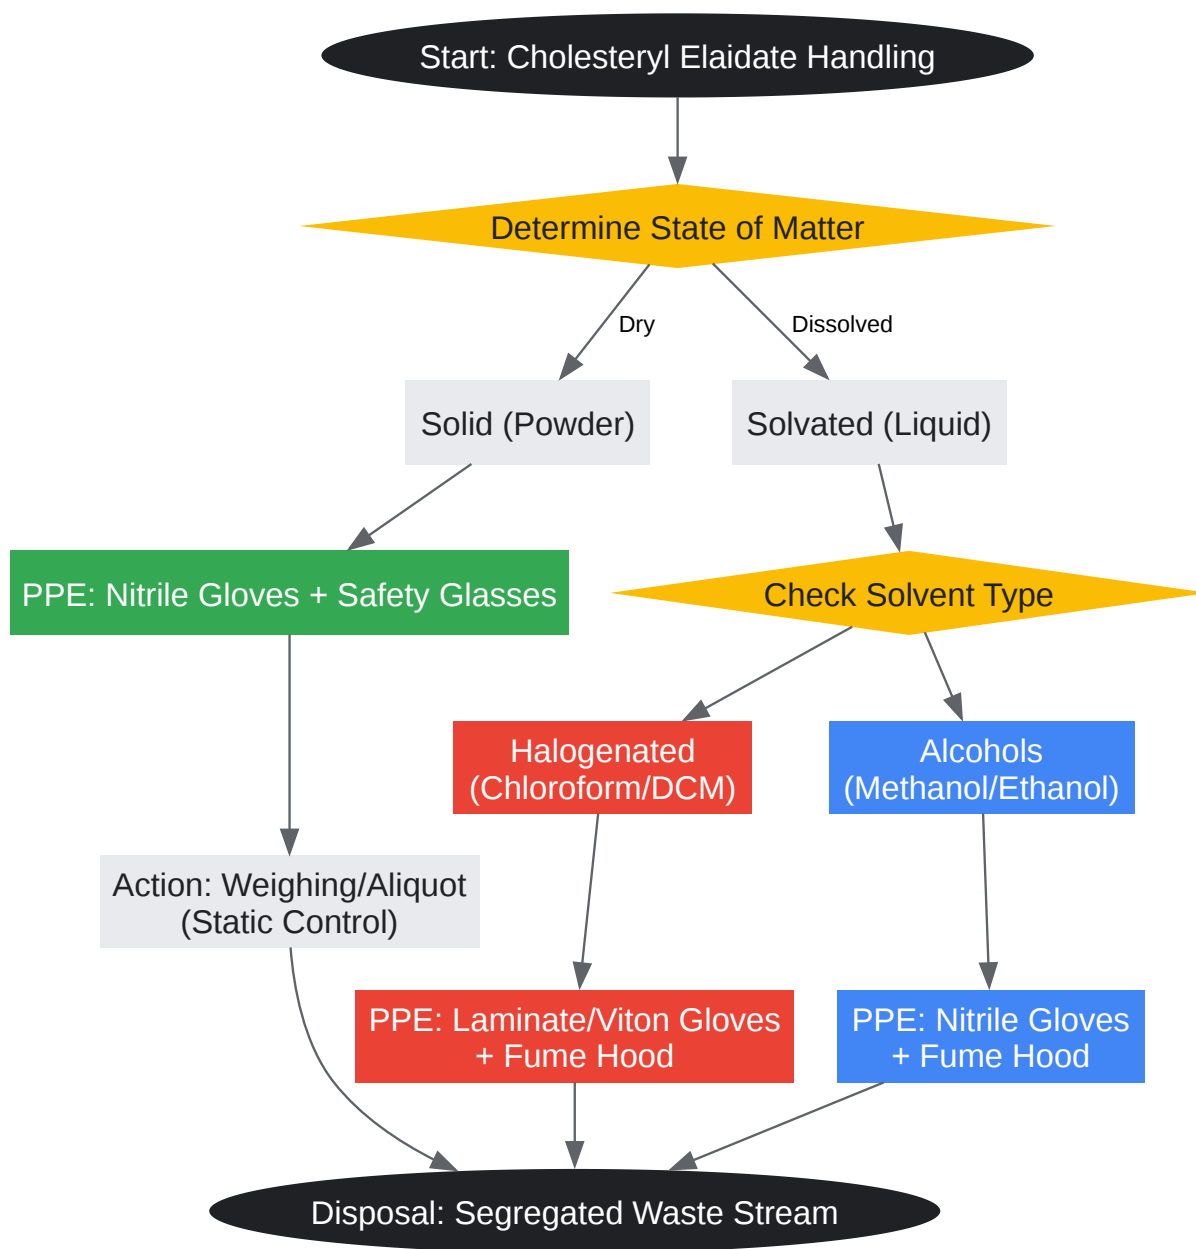 Start: Cholesteryl Elaidate Handling
Determine State of Matter
Dry
Dissolved
Solid (Powder)
Solvated (Liquid)
PPE: Nitrile Gloves + Safety Glasses
Check Solvent Type
Halogenated
(Chloroform/DCM)
Alcohols
(Methanol/Ethanol)
Action: Weighing/Aliquot
(Static Control)
PPE: Laminate/Viton Gloves
+ Fume Hood
PPE: Nitrile Gloves
+ Fume Hood
Disposal: Segregated Waste Stream